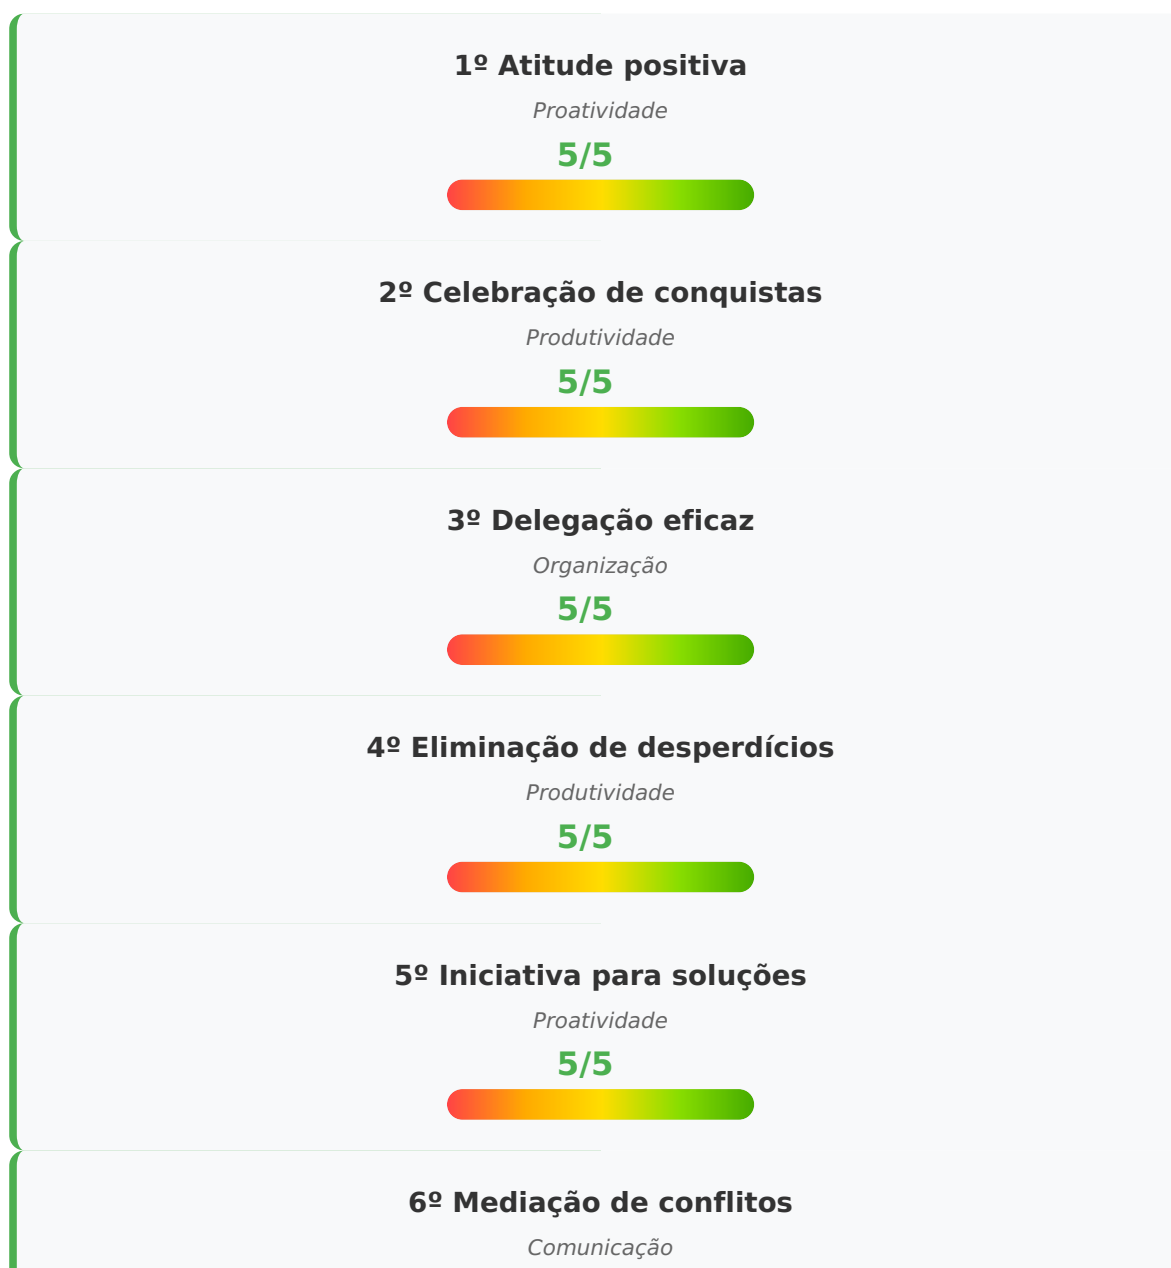 1º Atitude positiva
Proatividade
5/5
2º Celebração de conquistas
Produtividade
5/5
3º Delegação eficaz
Organização
5/5
4º Eliminação de desperdícios
Produtividade
5/5
5º Iniciativa para soluções
Proatividade
5/5
6º Mediação de conflitos
Comunicação